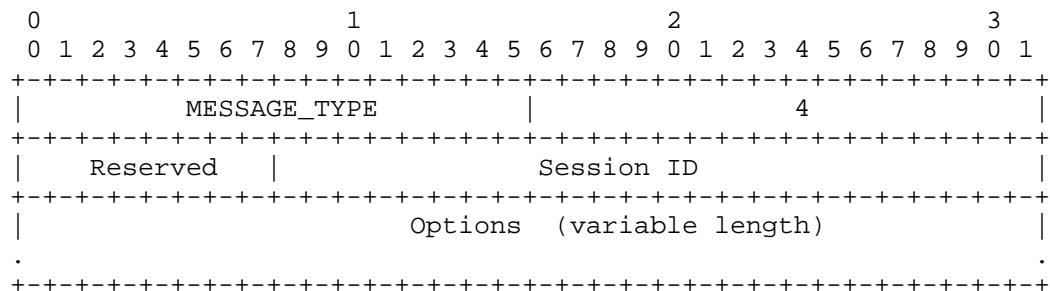 0                   1                   2                   3
0 1 2 3 4 5 6 7 8 9 0 1 2 3 4 5 6 7 8 9 0 1 2 3 4 5 6 7 8 9 0 1
+-+-+-+-+-+-+-+-+-+-+-+-+-+-+-+-+-+-+-+-+-+-+-+-+-+-+-+-+-+-+-+-+
|          MESSAGE_TYPE         |                4              |
+-+-+-+-+-+-+-+-+-+-+-+-+-+-+-+-+-+-+-+-+-+-+-+-+-+-+-+-+-+-+-+-+
|    Reserved   |                Session ID                     |
+-+-+-+-+-+-+-+-+-+-+-+-+-+-+-+-+-+-+-+-+-+-+-+-+-+-+-+-+-+-+-+-+
|                        Options  (variable length)             |
.                                                               .
+-+-+-+-+-+-+-+-+-+-+-+-+-+-+-+-+-+-+-+-+-+-+-+-+-+-+-+-+-+-+-+-+